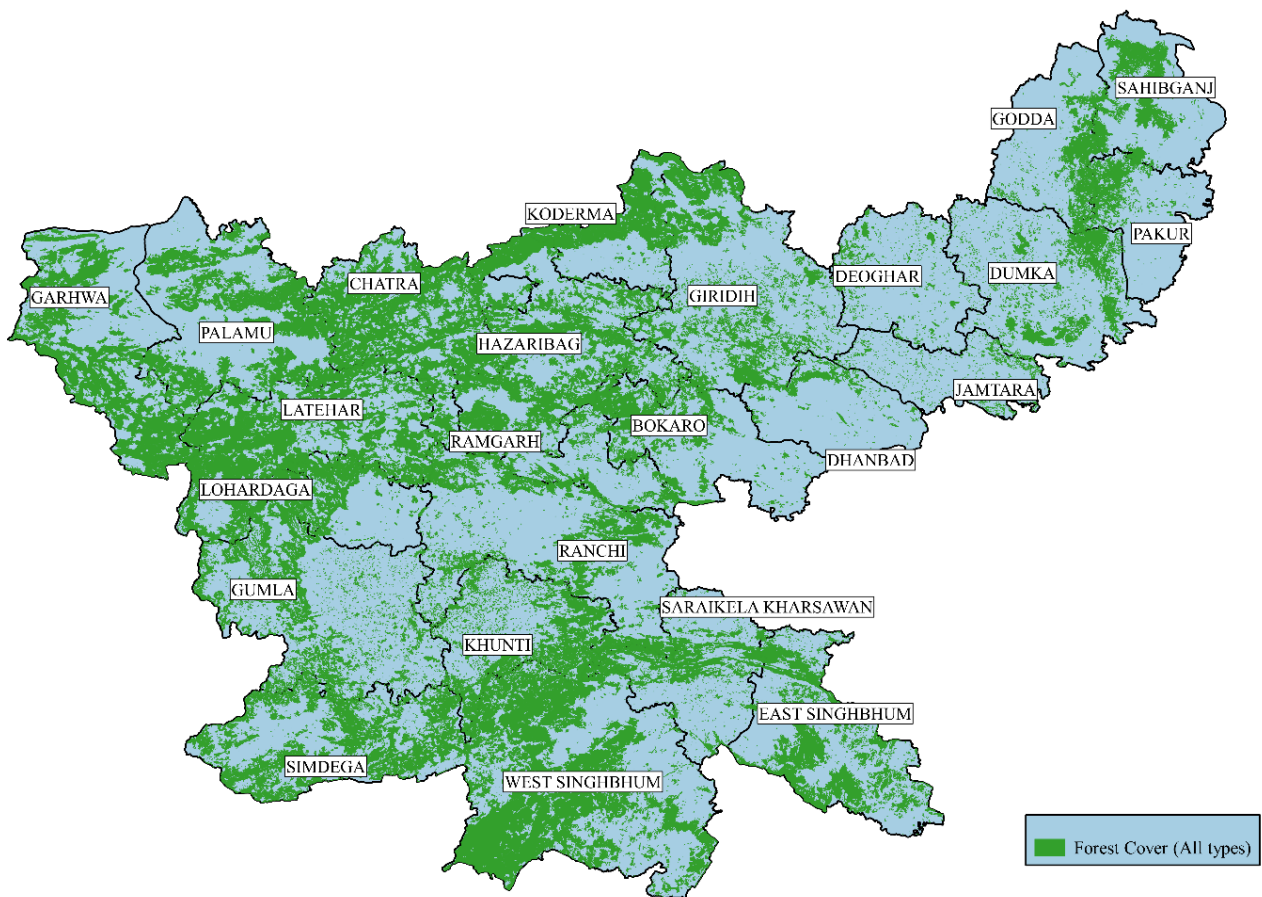 SAHIBGANJ
GODDA
KODERMA
PAKUR
CHATRA
DEOGHAR
DUMKA
GARHWA
GIRIDIH
PALAMU
HAZARIBAG
JAMTARA
LATEHAR
BOKARO
RAMGARH
DHANBAD
LOHARDAGA
RANCHI
GUMLA
SARAIKELA KHARSAWAN
KHUNTI
EAST SINGHBHUM
SIMDEGA
WEST SINGHBHUM
Forest Cover (All types)